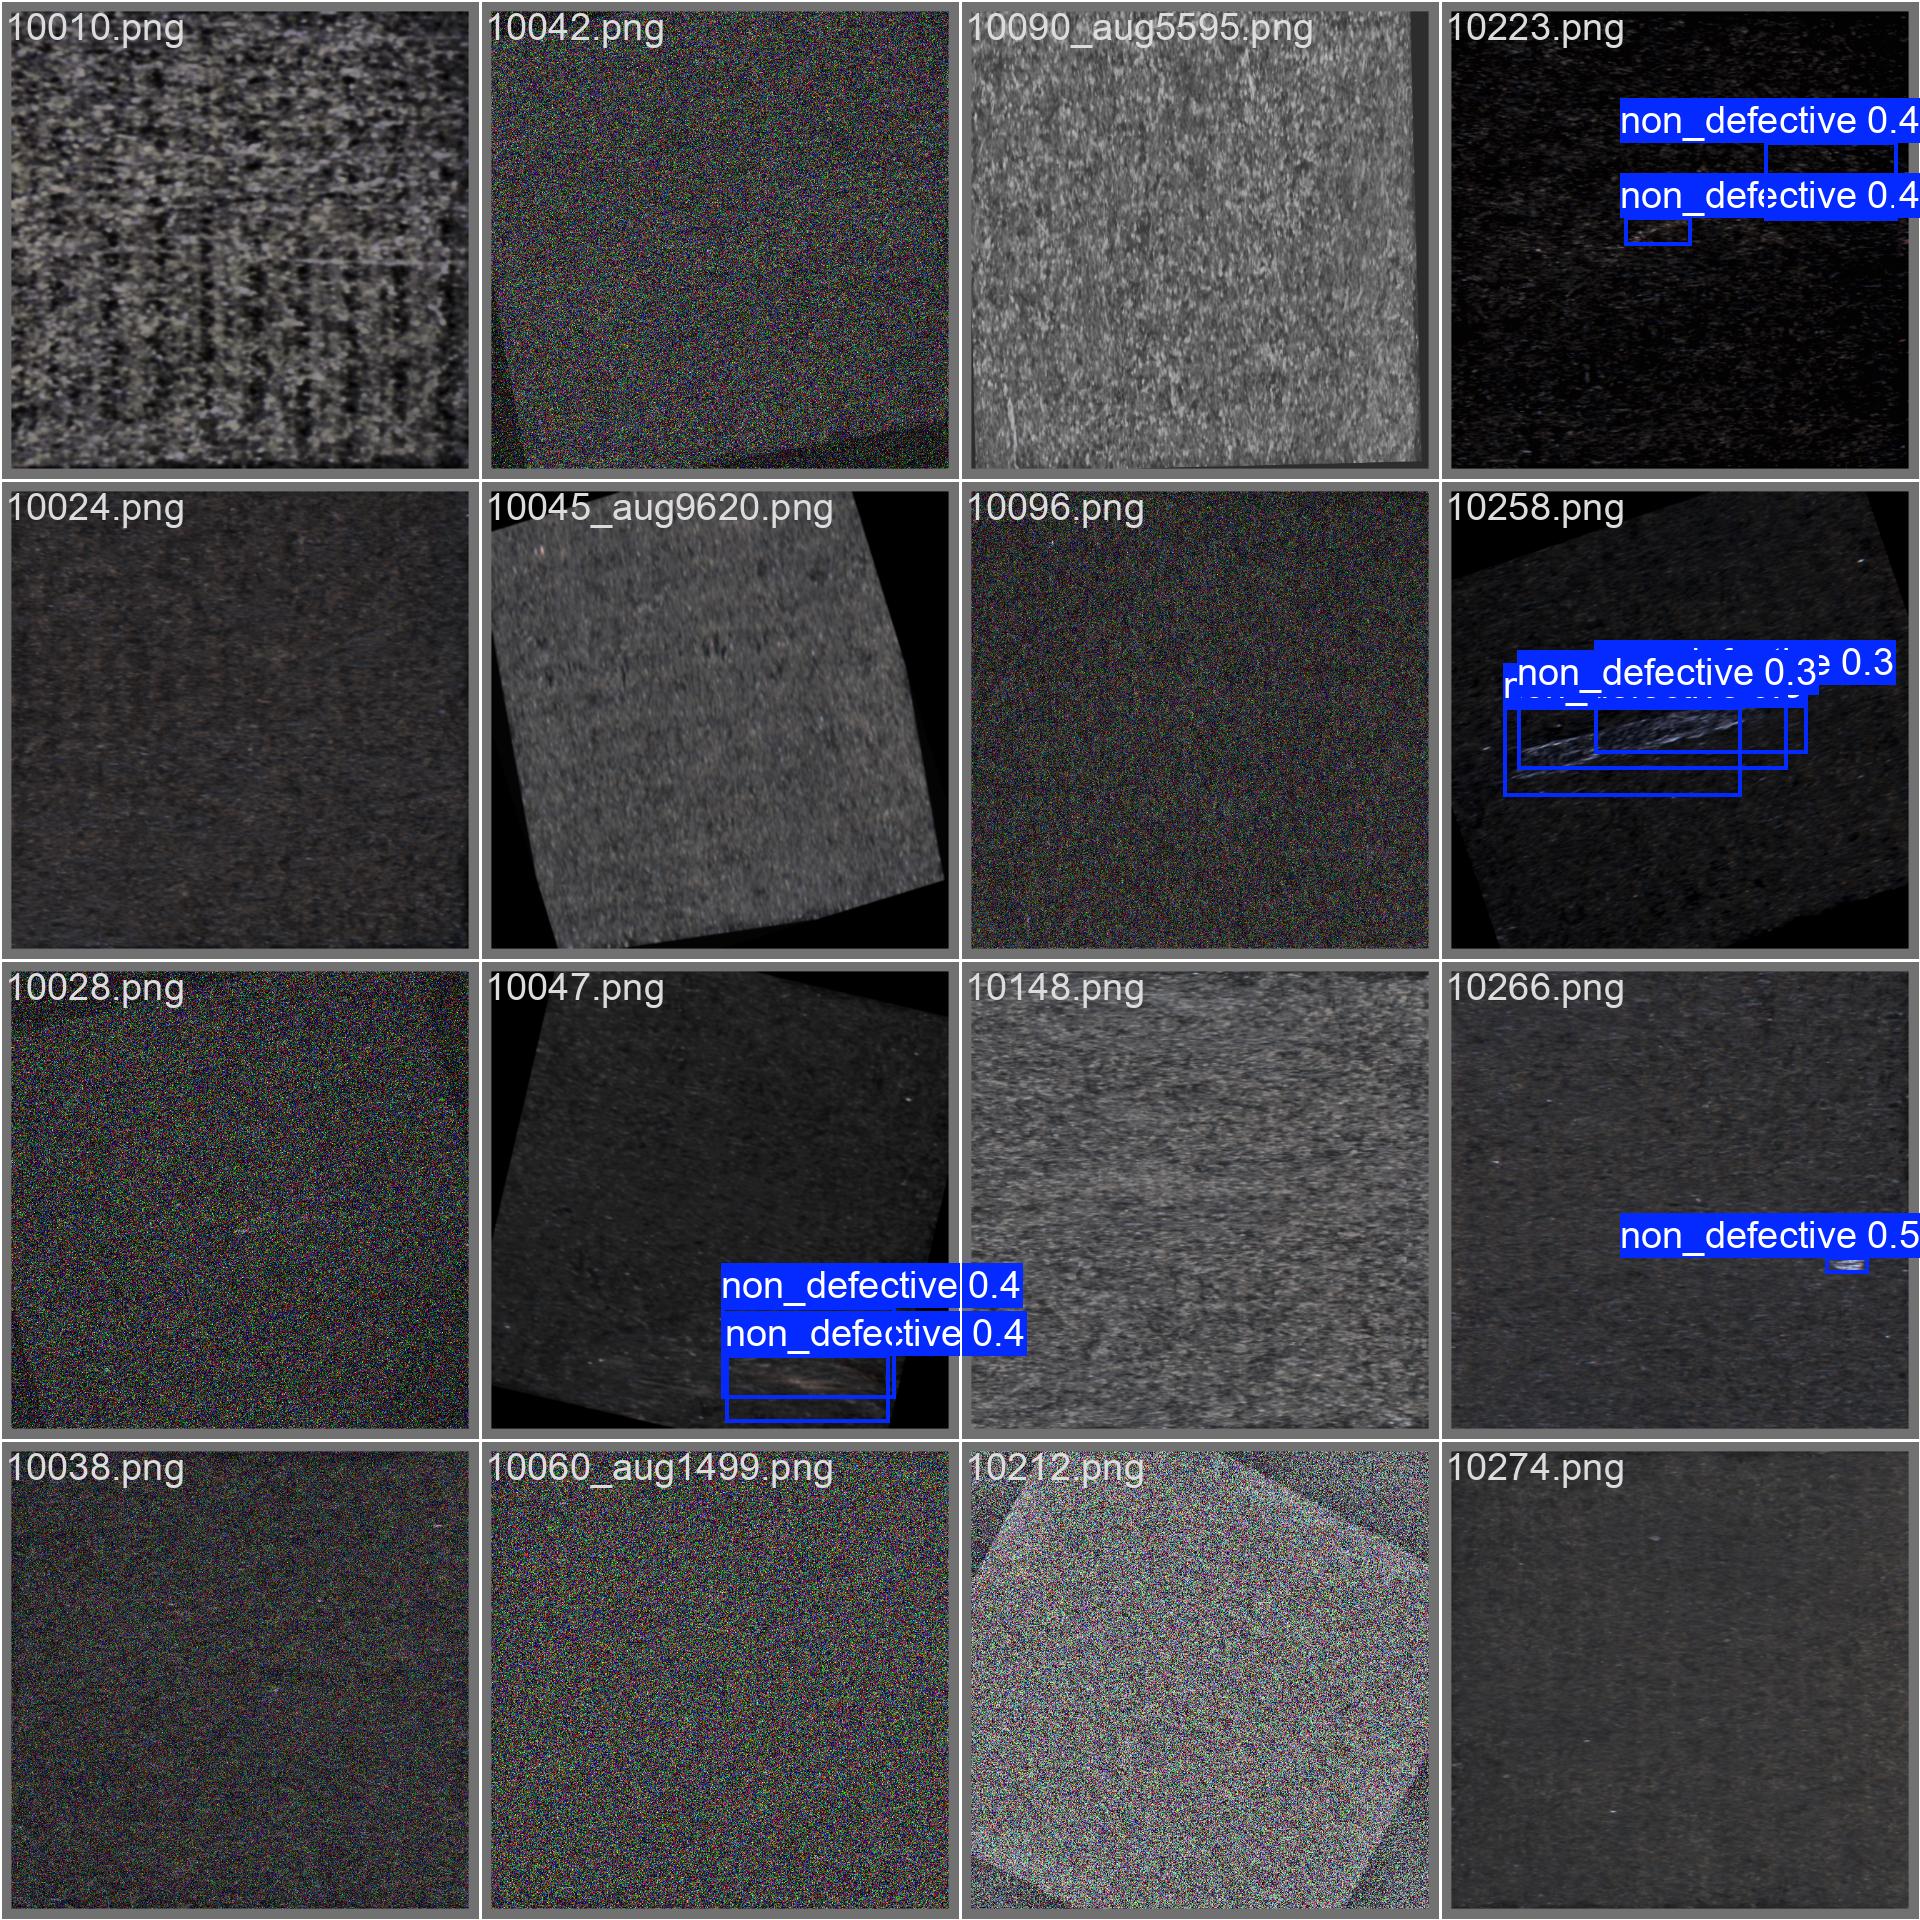 10010.png
10042.png
10090_aug5595.png
10223.png
non_defective 0.4
non_defective 0.4
10024.png
10045_aug9620.png
10096.png
10258.png
0.3
non_defective 0.3
10028.png
10047.png
10148.png
10266.png
non_defective 0.5
non_defective 0.4
non_defective 0.4
10038.png
10060_aug1499.png
10212.png
10274.png